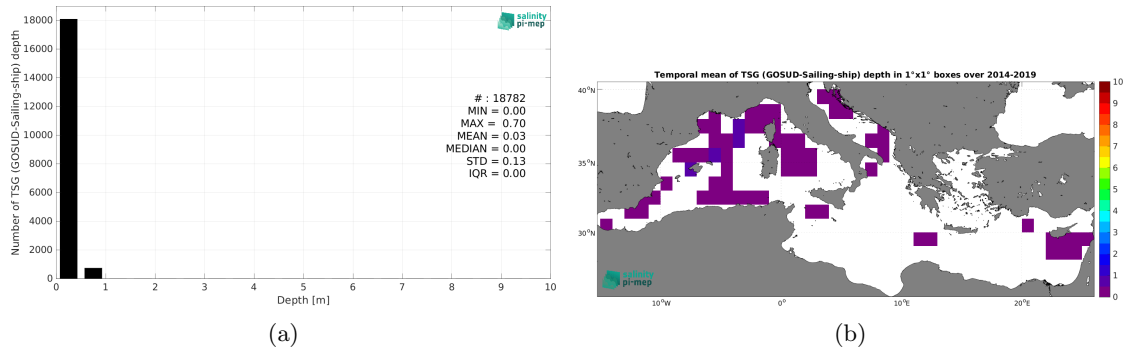 18000
16000
14000
12000
10000
8000
6000
4000
2000
0
Number of TSG (GOSUD-Sailing-ship) depth
0 1 2 3 4 5 6 7 8 9 10
Depth [m]
salinity
pi-mep
# : 18782
MIN = 0.00
MAX = 0.70
MEAN = 0.03
MEDIAN = 0.00
STD = 0.13
IQR = 0.00
(a)
Temporal mean of TSG (GOSUD-Sailing-ship) depth in 1°x1° boxes over 2014-2019
40°N
35°N
30°N
10°W 0° 10°E 20°E
salinity
pi-mep
10
9
8
7
6
5
4
3
2
1
0
(b)